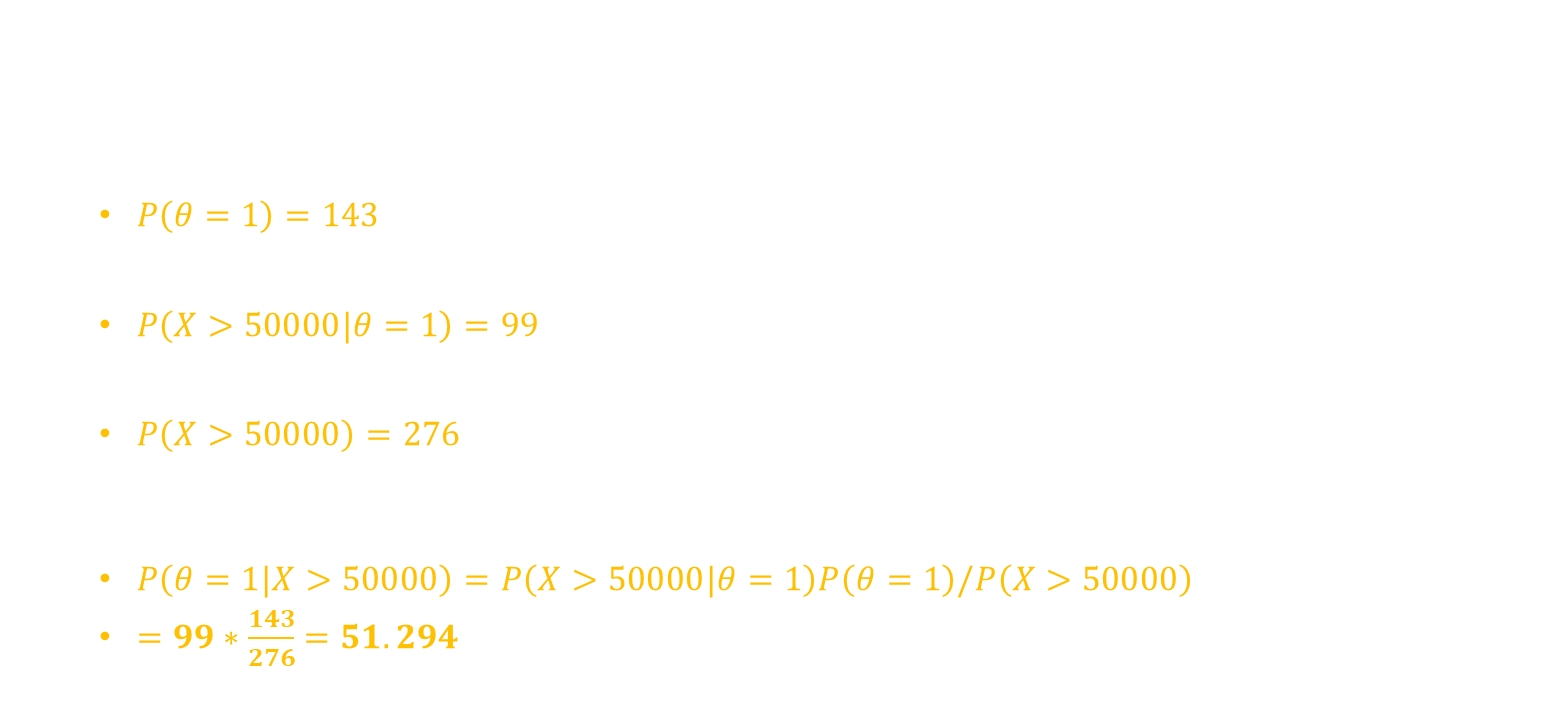 • P(θ = 1) = 143
• P(X > 50000|θ = 1) = 99
• P(X > 50000) = 276
• P(θ = 1|X > 50000) = P(X > 50000|θ = 1)P(θ = 1)/P(X > 50000)
• = 99 * 143/276 = 51.294